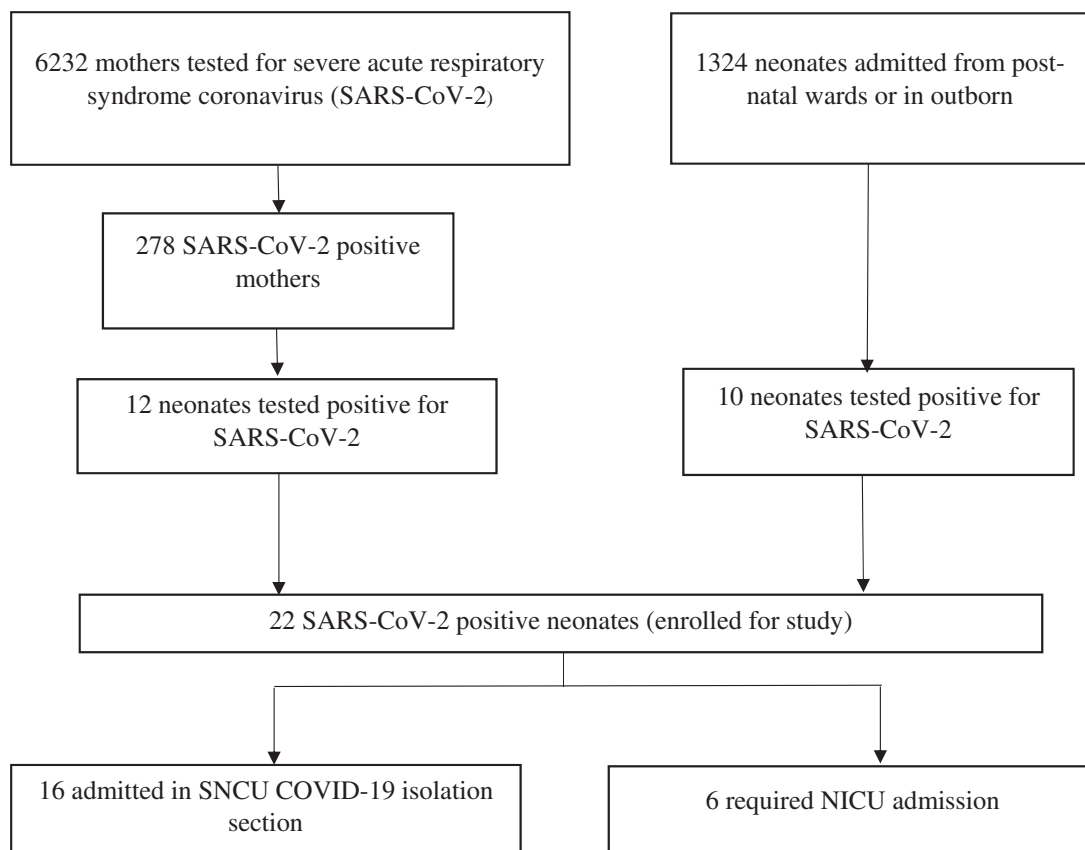 6232 mothers tested for severe acute respiratory
syndrome coronavirus (SARS-CoV-2)
1324 neonates admitted from post-
natal wards or in outborn
278 SARS-CoV-2 positive
mothers
12 neonates tested positive for
SARS-CoV-2
10 neonates tested positive for
SARS-CoV-2
22 SARS-CoV-2 positive neonates (enrolled for study)
16 admitted in SNCU COVID-19 isolation
section
6 required NICU admission